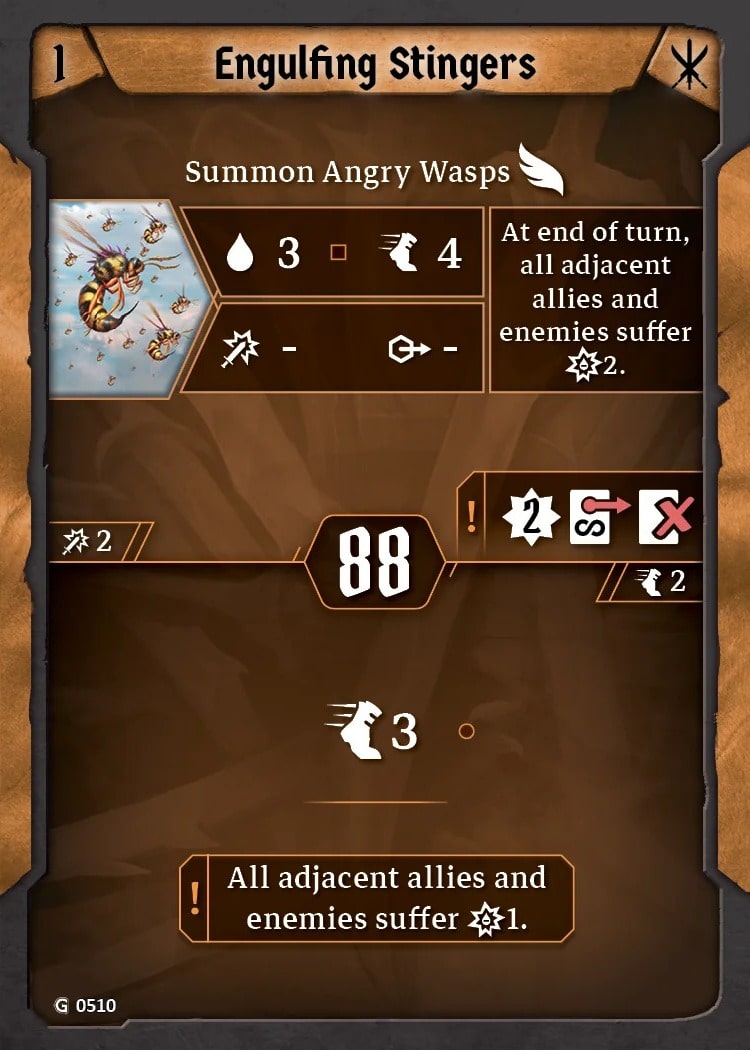 1
Engulfing Stingers
Summon Angry Wasps
3
4
-
-
At end of turn,
all adjacent
allies and
enemies suffer
2.
! 2
2
88
2
3
! All adjacent allies and
enemies suffer 1.
G 0510